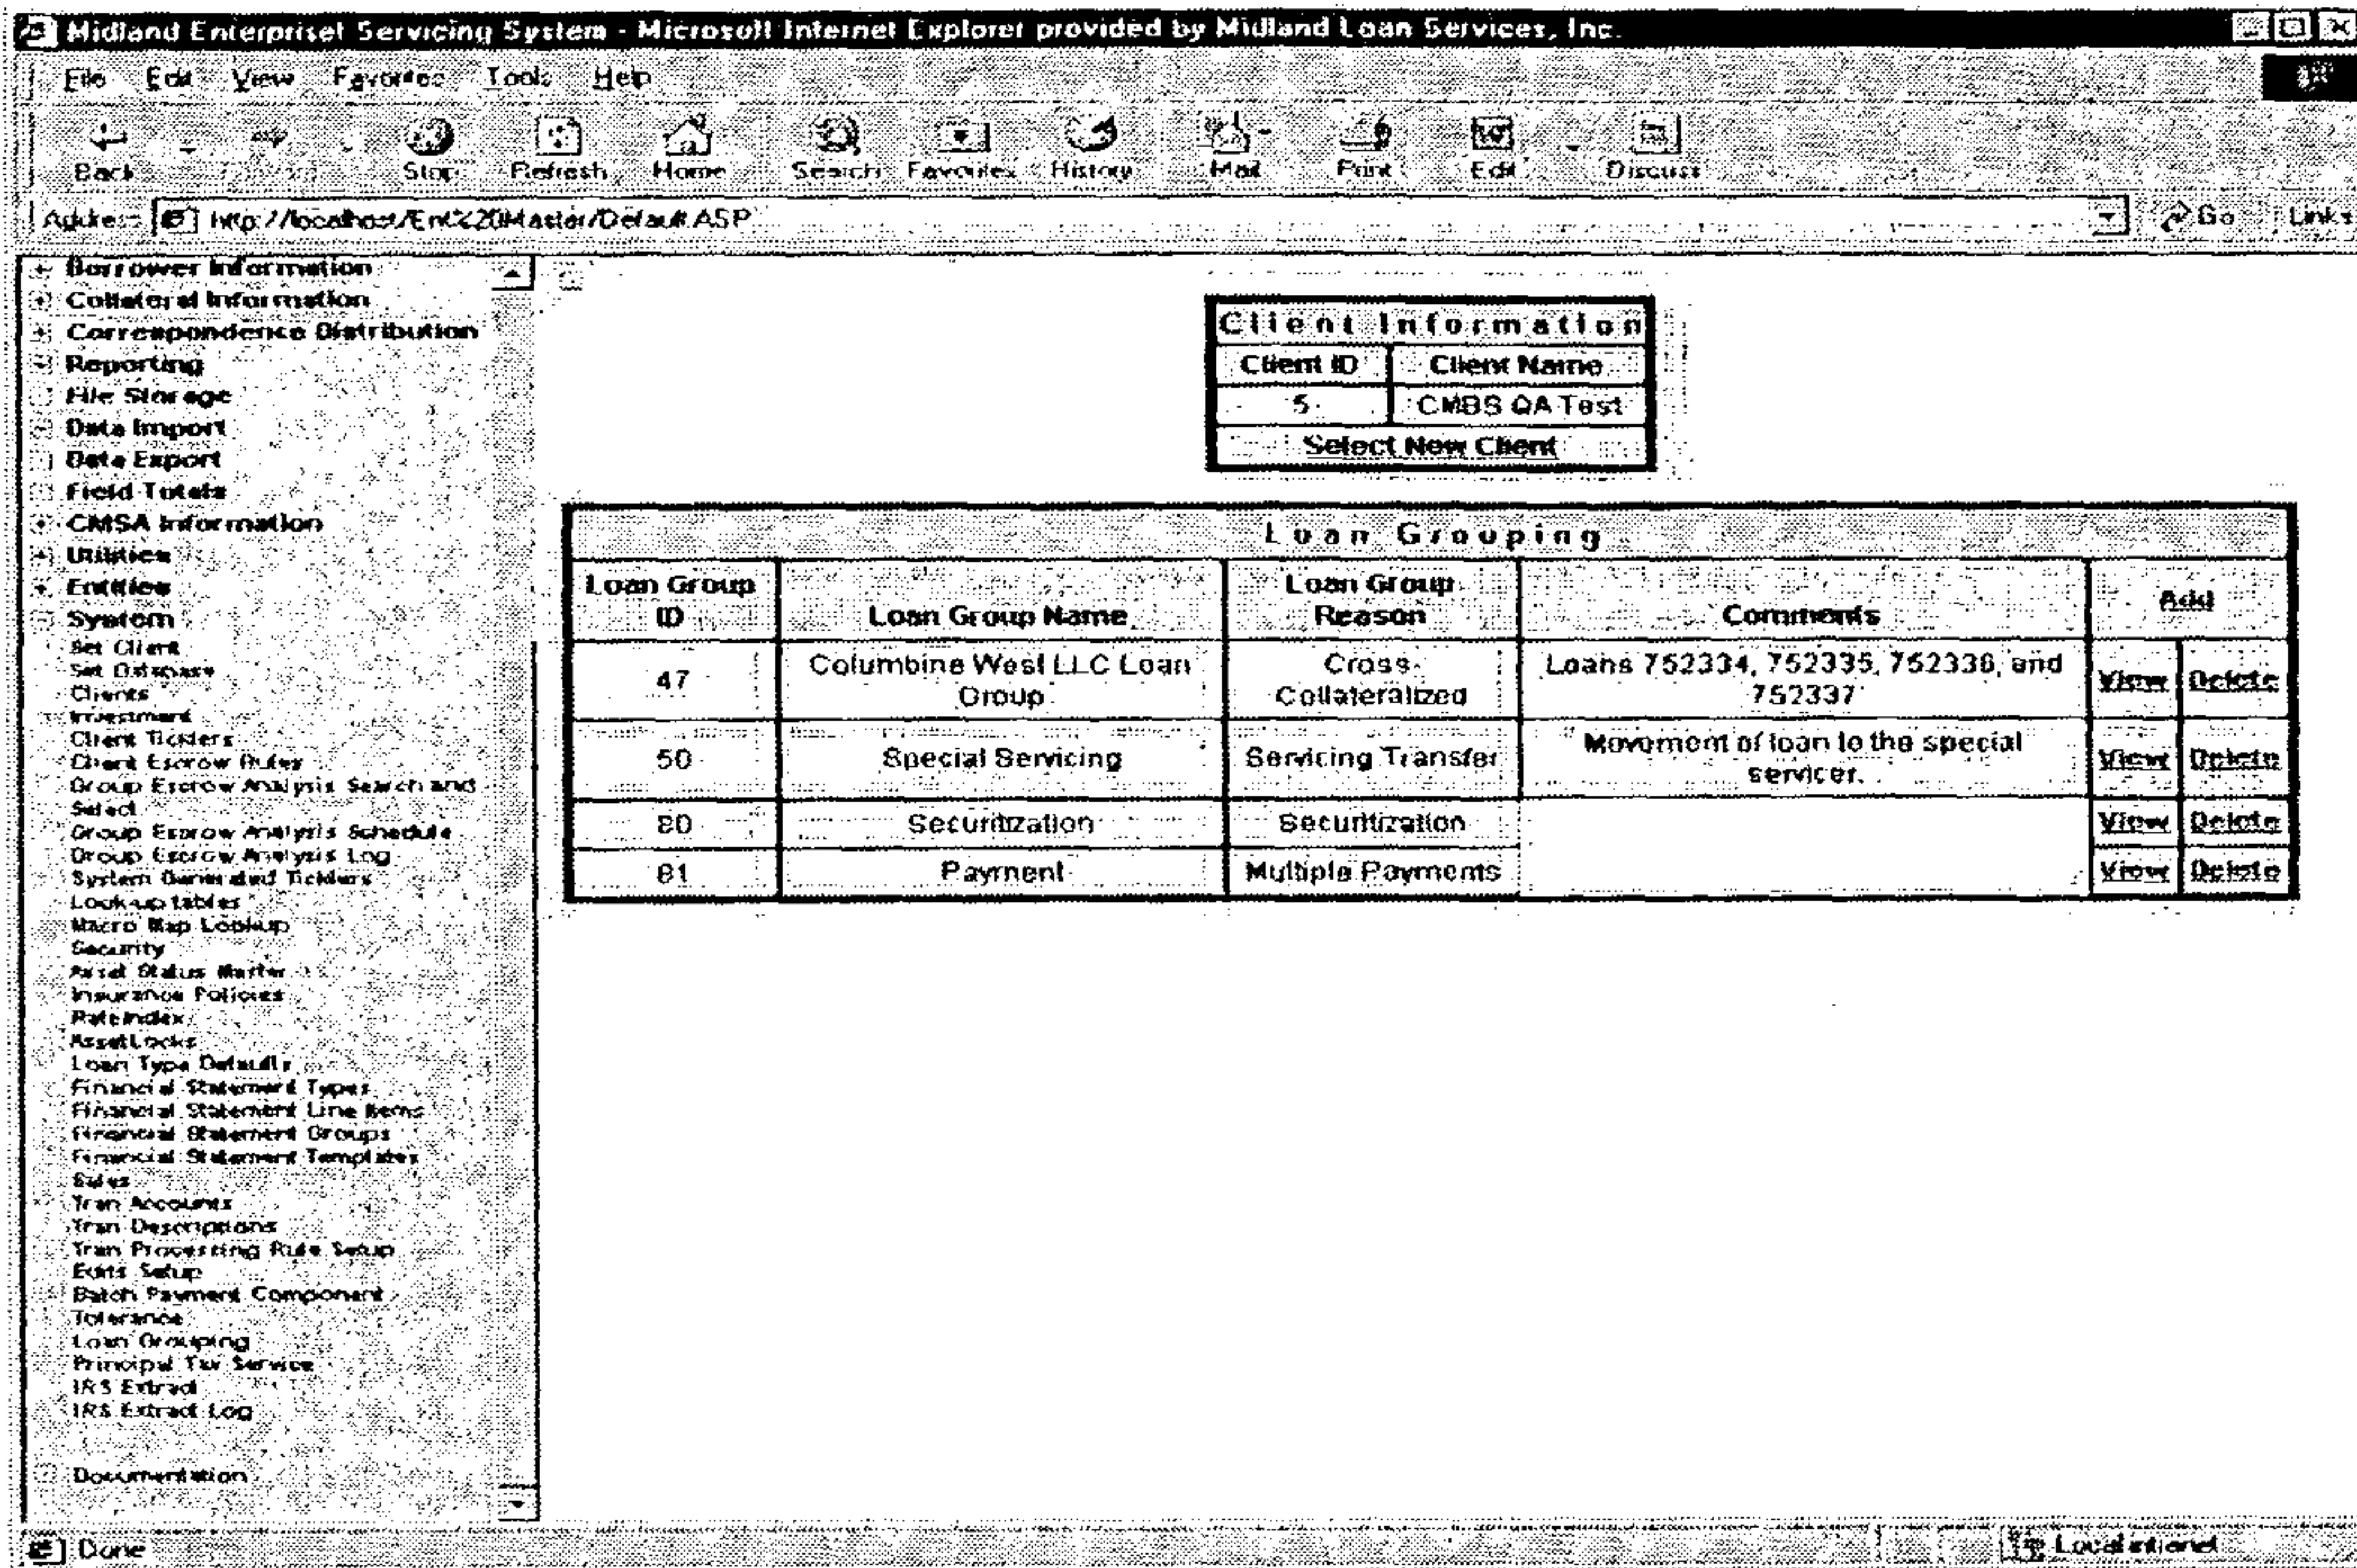 Midland Enterpriset Servicing System - Microsoft Internet Explorer provided by Midland Loan Services, Inc.
File Edit View Favorites Tools Help
Back Stop Refresh Home Search Favorites History Mail Print Edit Discuss
Address http://localhost/Ent%20Master/Default.ASP Go Links
Borrower Information
Collateral Information
Correspondence Distribution
Reporting
File Storage
Data Import
Data Export
Field Totals
CMSA Information
Utilities
Entities
System
Set Client
Set Database
Clients
Investment
Client Ticklers
Client Escrow Rules
Group Escrow Analysis Search and
Select
Group Escrow Analysis Schedule
Group Escrow Analysis Log
System Generated Ticklers
Look-up tables
Macro Map Lookup
Security
Asset Status Master
Insurance Policies
RateIndex
AssetLocks
Loan Type Defaults
Financial Statement Types
Financial Statement Line Items
Financial Statement Groups
Financial Statement Templates
Tran Accounts
Tran Descriptions
Tran Processing Rule Setup
Edits Setup
Batch Payment Component
Tolerance
Loan Grouping
Principal Tax Service
IRS Extract
IRS Extract Log
Documentation
Client Information
Client ID Client Name
5 CMBS QA Test
Select New Client
Loan Grouping
Loan Group ID Loan Group Name Loan Group Reason Comments Add
47 Columbine West LLC Loan Group Cross-Collateralized Loans 752334, 752335, 752336, and 752337 View Delete
50 Special Servicing Servicing Transfer Movement of loan to the special servicer. View Delete
80 Securitization Securitization View Delete
81 Payment Multiple Payments View Delete
Done Local intranet